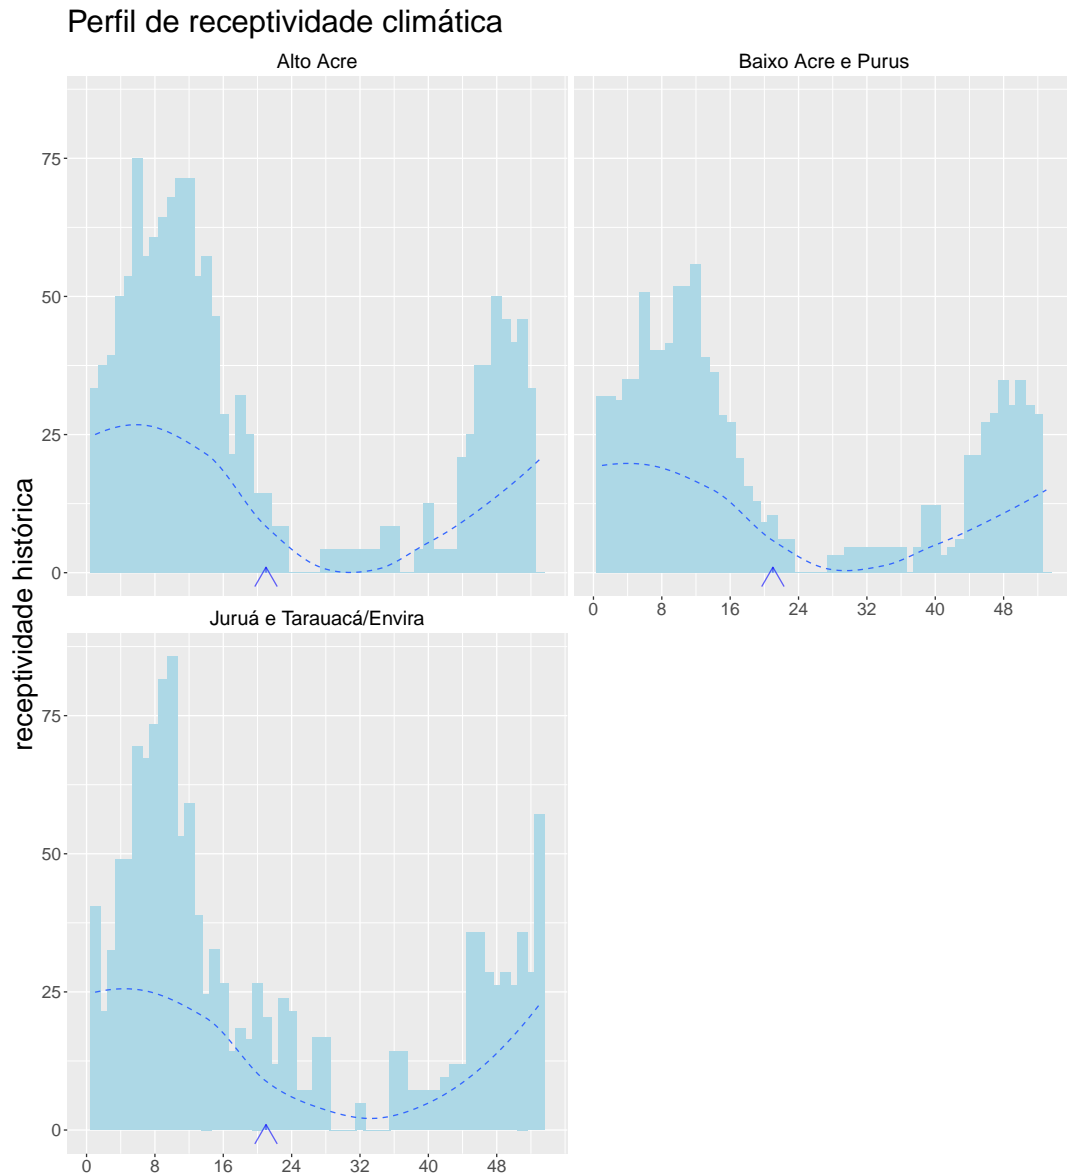 Perfil de receptividade climática
Alto Acre
Baixo Acre e Purus
75
50
25
0
0 8 16 24 32 40 48
receptividade histórica
Juruá e Tarauacá/Envira
75
50
25
0
0 8 16 24 32 40 48